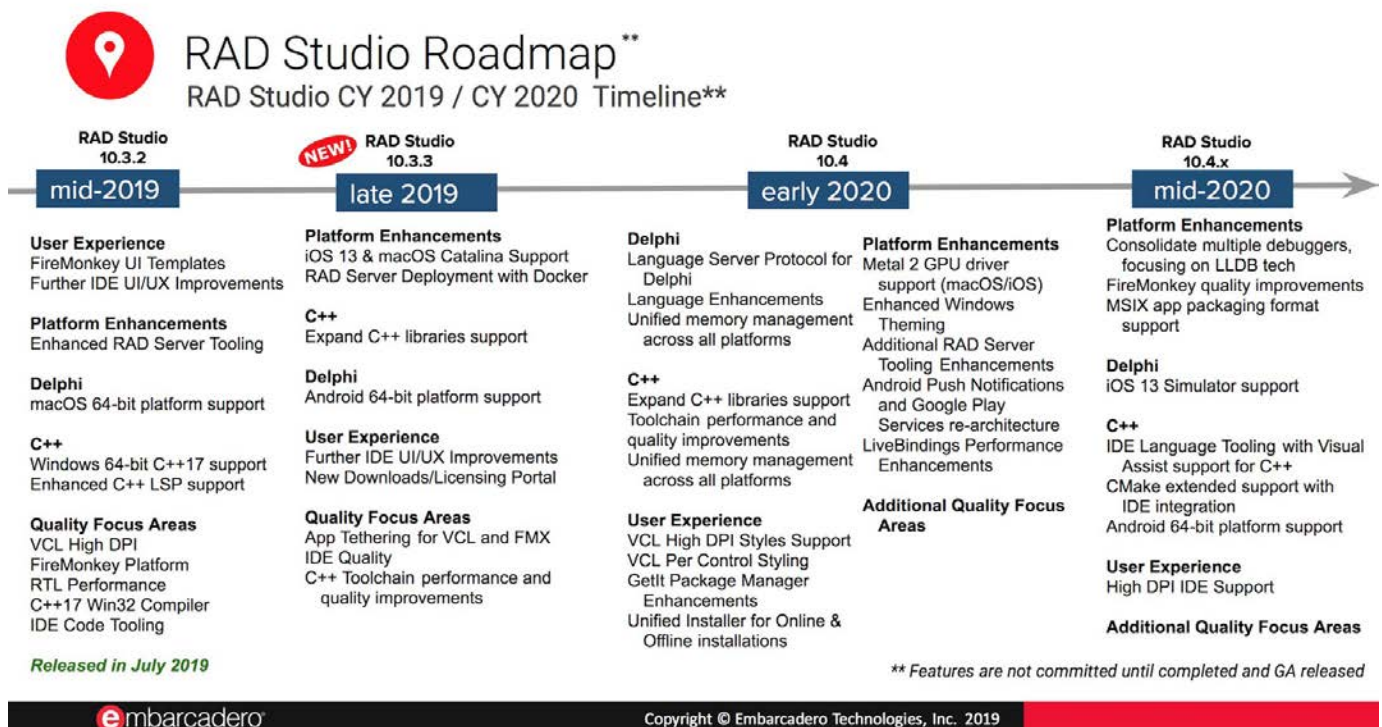 RAD Studio Roadmap**
RAD Studio CY 2019 / CY 2020 Timeline**
RAD Studio
10.3.2
mid-2019
User Experience
FireMonkey UI Templates
Further IDE UI/UX Improvements
Platform Enhancements
Enhanced RAD Server Tooling
Delphi
macOS 64-bit platform support
C++
Windows 64-bit C++17 support
Enhanced C++ LSP support
Quality Focus Areas
VCL High DPI
FireMonkey Platform
RTL Performance
C++17 Win32 Compiler
IDE Code Tooling
Released in July 2019
NEW!
RAD Studio
10.3.3
late 2019
Platform Enhancements
iOS 13 & macOS Catalina Support
RAD Server Deployment with Docker
C++
Expand C++ libraries support
Delphi
Android 64-bit platform support
User Experience
Further IDE UI/UX Improvements
New Downloads/Licensing Portal
Quality Focus Areas
App Tethering for VCL and FMX
IDE Quality
C++ Toolchain performance and
quality improvements
RAD Studio
10.4
early 2020
Delphi
Language Server Protocol for
Delphi
Language Enhancements
Unified memory management
across all platforms
C++
Expand C++ libraries support
Toolchain performance and
quality improvements
Unified memory management
across all platforms
User Experience
VCL High DPI Styles Support
VCL Per Control Styling
GetIt Package Manager
Enhancements
Unified Installer for Online &
Offline installations
Platform Enhancements
Metal 2 GPU driver
support (macOS/iOS)
Enhanced Windows
Theming
Additional RAD Server
Tooling Enhancements
Android Push Notifications
and Google Play
Services re-architecture
LiveBindings Performance
Enhancements
Additional Quality Focus
Areas
RAD Studio
10.4.x
mid-2020
Platform Enhancements
Consolidate multiple debuggers,
focusing on LLDB tech
FireMonkey quality improvements
MSIX app packaging format
support
Delphi
iOS 13 Simulator support
C++
IDE Language Tooling with Visual
Assist support for C++
CMake extended support with
IDE integration
Android 64-bit platform support
User Experience
High DPI IDE Support
Additional Quality Focus Areas
** Features are not committed until completed and GA released
embarcadero
Copyright © Embarcadero Technologies, Inc. 2019